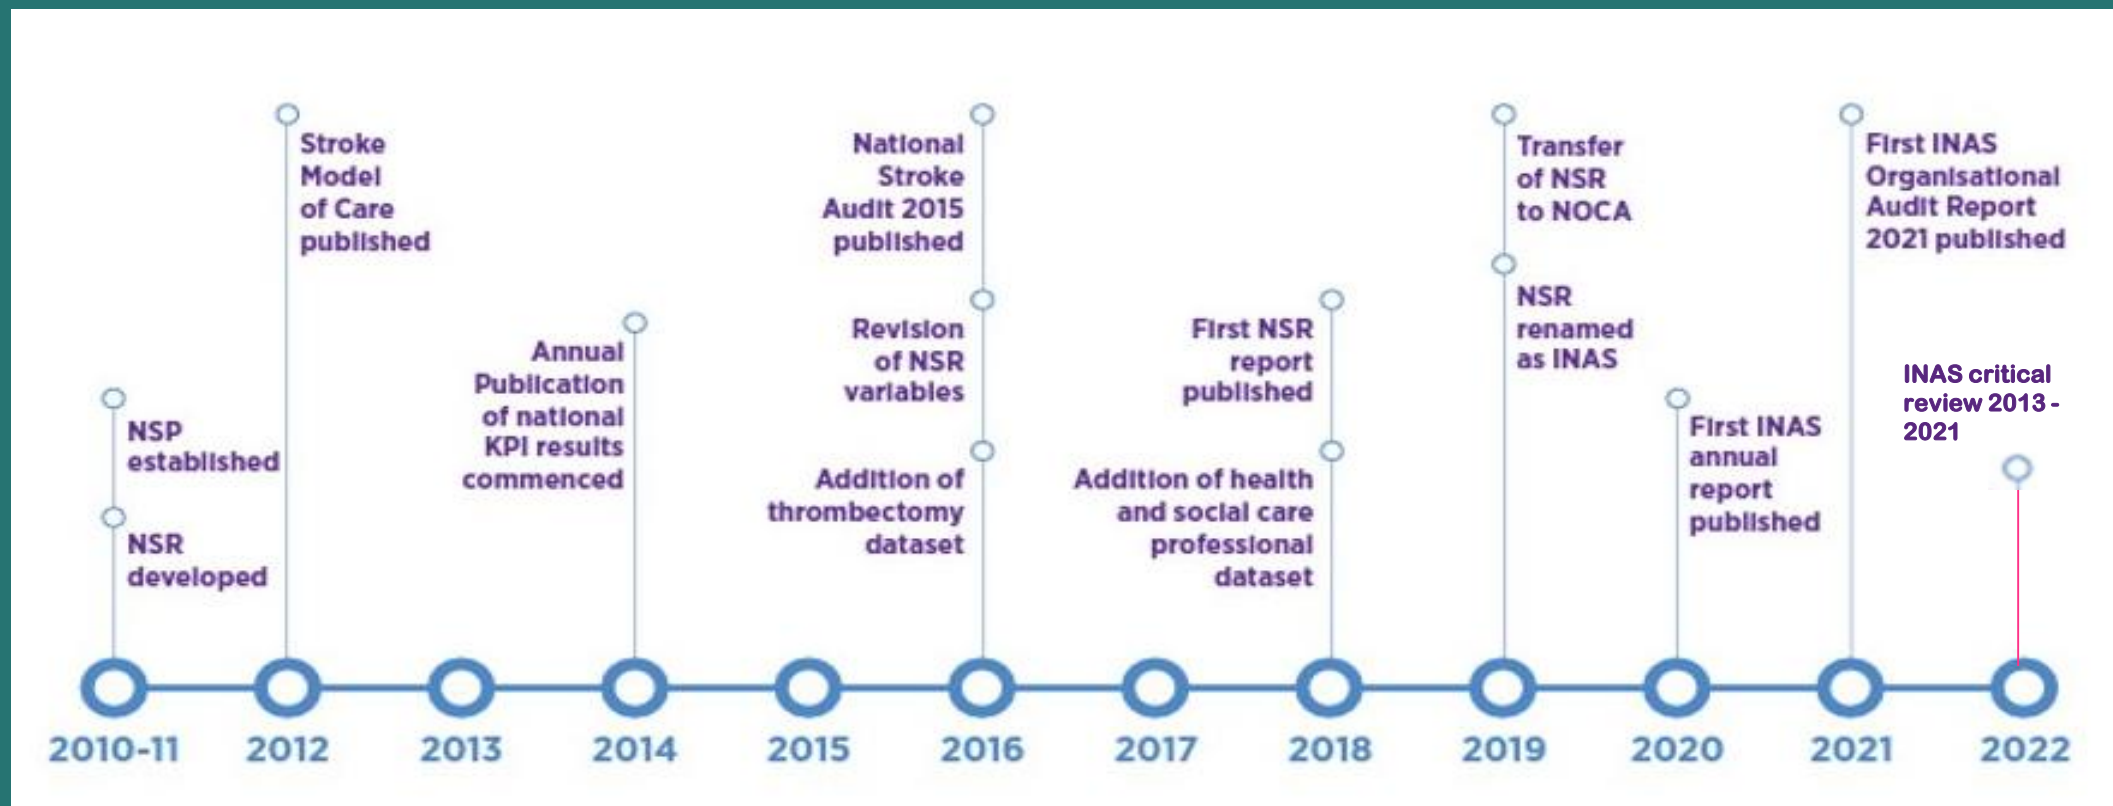 Stroke
Model
of Care
published
National
Stroke
Audit 2015
published
Transfer
of NSR
to NOCA
First INAS
Organisational
Audit Report
2021 published
NSP
established
NSR
developed
Annual
Publication
of national
KPI results
commenced
Revision
of NSR
variables
Addition of
thrombectomy
dataset
First NSR
report
published
Addition of health
and social care
professional
dataset
NSR
renamed
as INAS
First INAS
annual
report
published
INAS critical
review 2013 -
2021
2010-11 2012 2013 2014 2015 2016 2017 2018 2019 2020 2021 2022